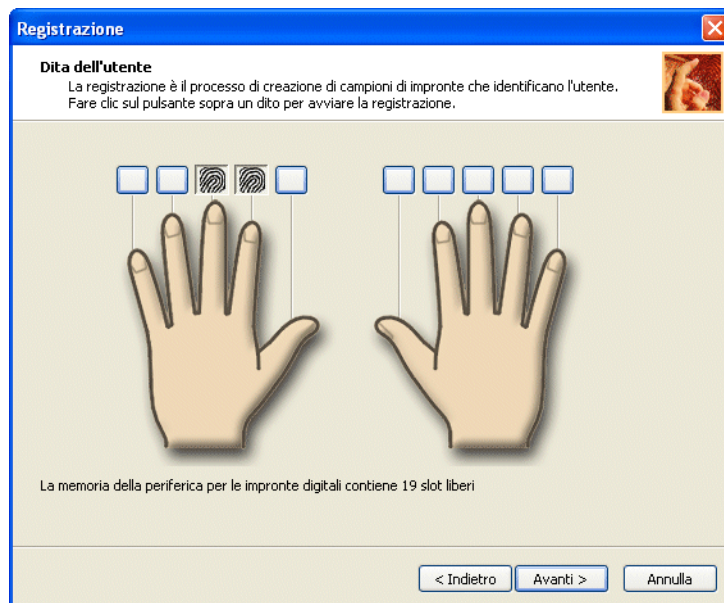 Registrazione
Dita dell'utente
La registrazione è il processo di creazione di campioni di impronte che identificano l'utente.
Fare clic sul pulsante sopra un dito per avviare la registrazione.
La memoria della periferica per le impronte digitali contiene 19 slot liberi
< Indietro Avanti > Annulla